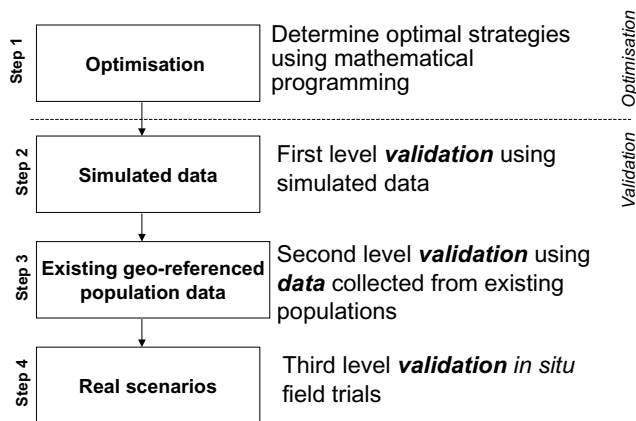 Step 1
Optimisation
Determine optimal strategies
using mathematical
programming
Optimisation
Step 2
Simulated data
First level validation using
simulated data
Validation
Step 3
Existing geo-referenced
population data
Second level validation using
data collected from existing
populations
Step 4
Real scenarios
Third level validation in situ
field trials